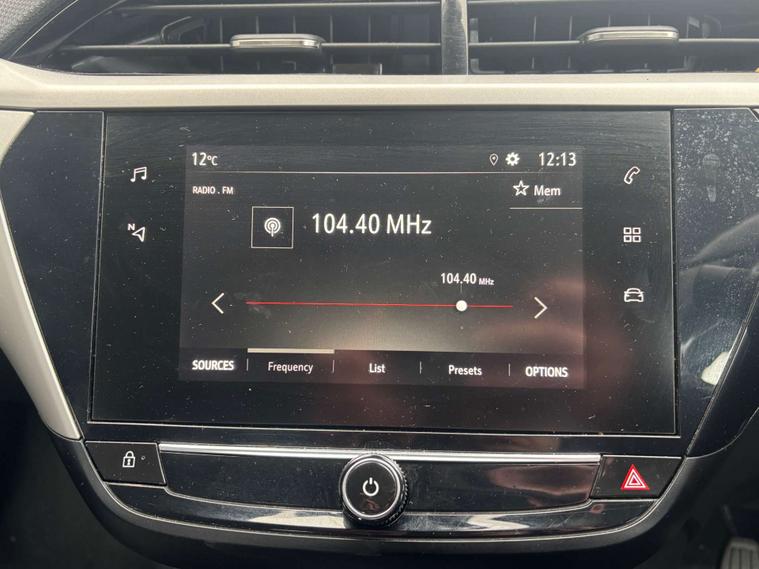 12°C 12:13
RADIO . FM
Mem
104.40 MHz
104.40 MHz
N
SOURCES Frequency List Presets OPTIONS